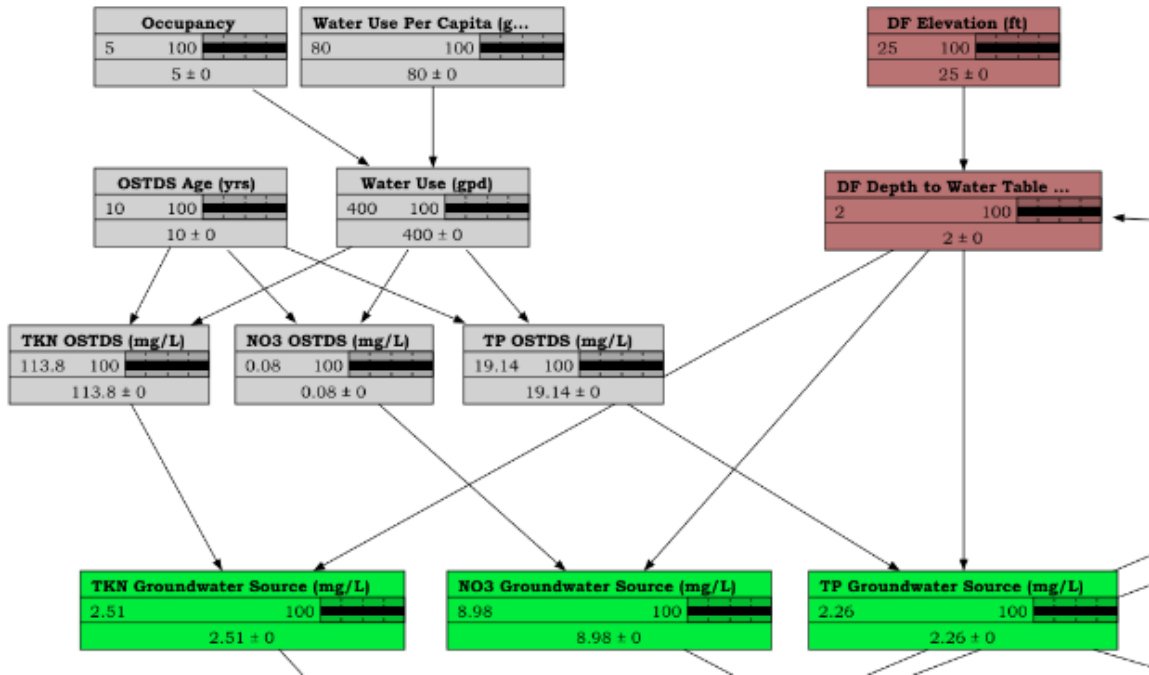 Occupancy
5 100
5 ± 0
Water Use Per Capita (g...
80 100
80 ± 0
DF Elevation (ft)
25 100
25 ± 0
OSTDS Age (yrs)
10 100
10 ± 0
Water Use (gpd)
400 100
400 ± 0
DF Depth to Water Table ...
2 100
2 ± 0
TKN OSTDS (mg/L)
113.8 100
113.8 ± 0
NO3 OSTDS (mg/L)
0.08 100
0.08 ± 0
TP OSTDS (mg/L)
19.14 100
19.14 ± 0
TKN Groundwater Source (mg/L)
2.51 100
2.51 ± 0
NO3 Groundwater Source (mg/L)
8.98 100
8.98 ± 0
TP Groundwater Source (mg/L)
2.26 100
2.26 ± 0